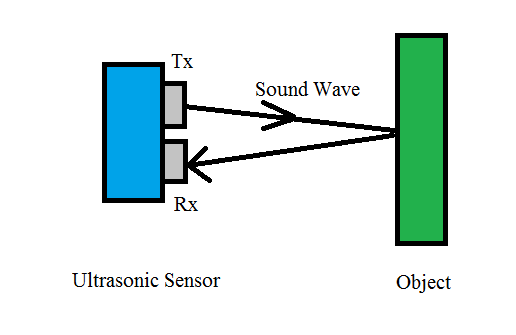 Tx
Sound Wave
Rx
Ultrasonic Sensor
Object